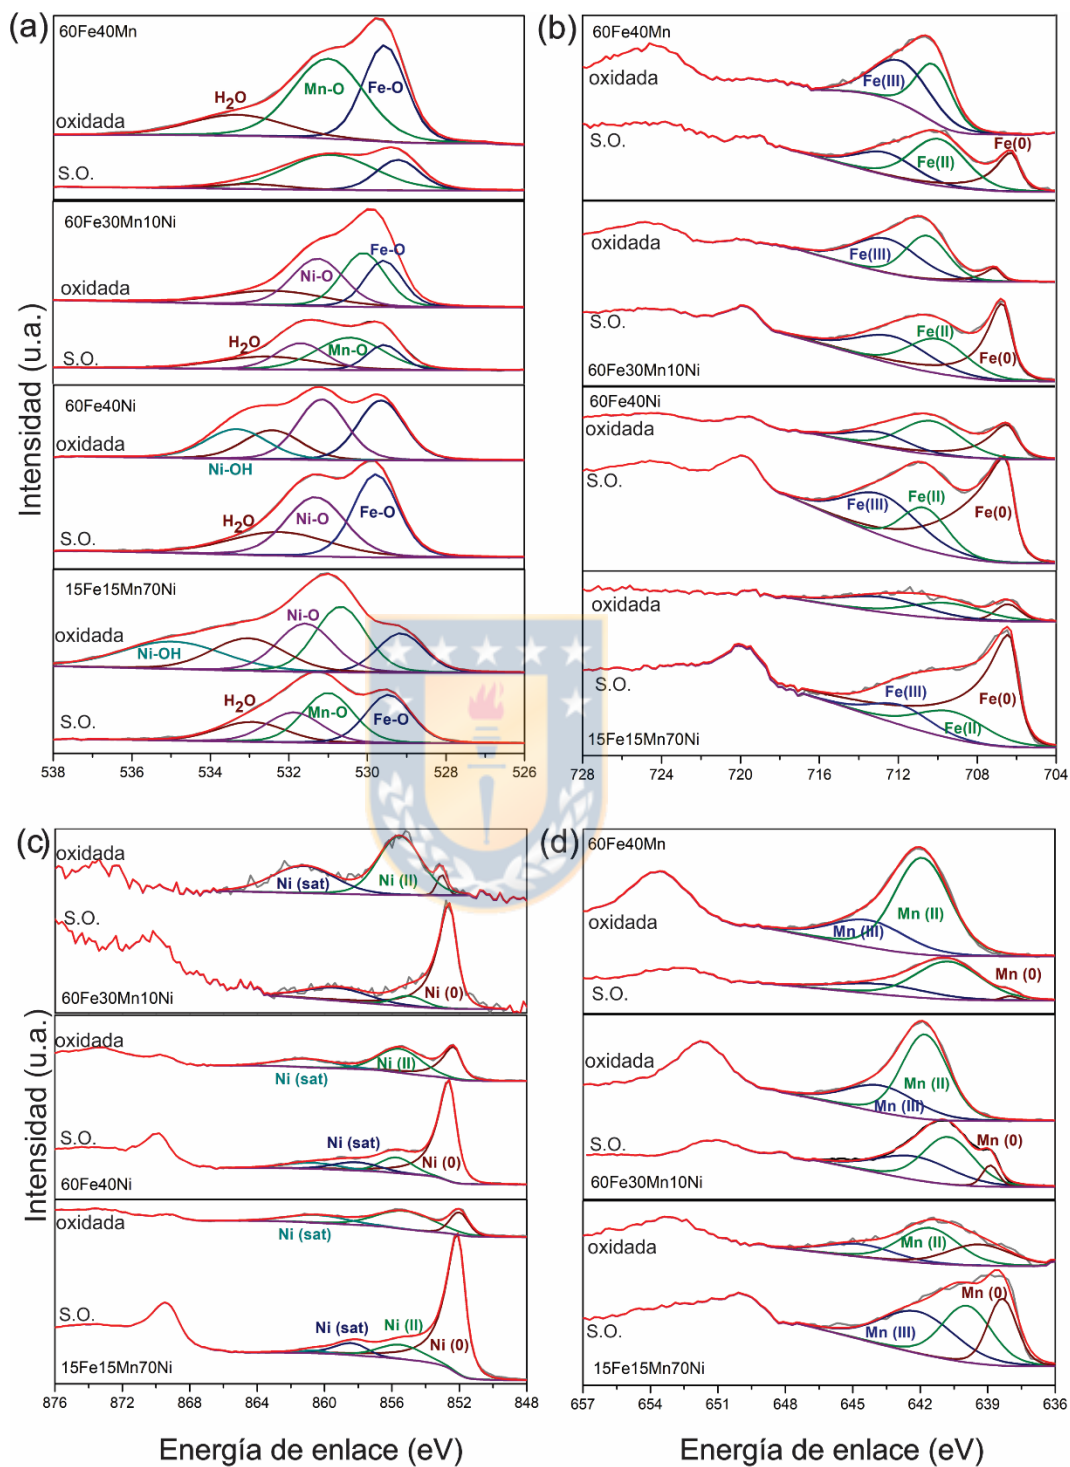 (a)
60Fe40Mn
oxidada
H2O
Mn-O
Fe-O
S.O.
60Fe30Mn10Ni
oxidada
Ni-O
Fe-O
S.O.
H2O
Mn-O
60Fe40Ni
oxidada
Ni-OH
S.O.
H2O
Ni-O
Fe-O
15Fe15Mn70Ni
oxidada
Ni-OH
Ni-O
S.O.
H2O
Mn-O
Fe-O
538 536 534 532 530 528 526
Intensidad (u.a.)
(b)
60Fe40Mn
oxidada
Fe(III)
S.O.
Fe(II)
Fe(0)
oxidada
Fe(III)
S.O.
Fe(II)
Fe(0)
60Fe30Mn10Ni
60Fe40Ni
oxidada
S.O.
Fe(III)
Fe(II)
Fe(0)
oxidada
S.O.
Fe(III)
Fe(II)
Fe(0)
15Fe15Mn70Ni
728 724 720 716 712 708 704
(c)
oxidada
Ni (sat)
Ni (II)
S.O.
Ni (0)
60Fe30Mn10Ni
oxidada
Ni (sat)
Ni (II)
S.O.
Ni (sat)
Ni (0)
60Fe40Ni
oxidada
Ni (sat)
S.O.
Ni (sat)
Ni (II)
Ni (0)
15Fe15Mn70Ni
876 872 868 864 860 856 852 848
Intensidad (u.a.)
Energía de enlace (eV)
(d)
60Fe40Mn
oxidada
Mn (III)
Mn (II)
S.O.
Mn (0)
oxidada
Mn (II)
Mn (III)
S.O.
Mn (0)
60Fe30Mn10Ni
oxidada
Mn (II)
S.O.
Mn (III)
Mn (0)
15Fe15Mn70Ni
657 654 651 648 645 642 639 636
Energía de enlace (eV)